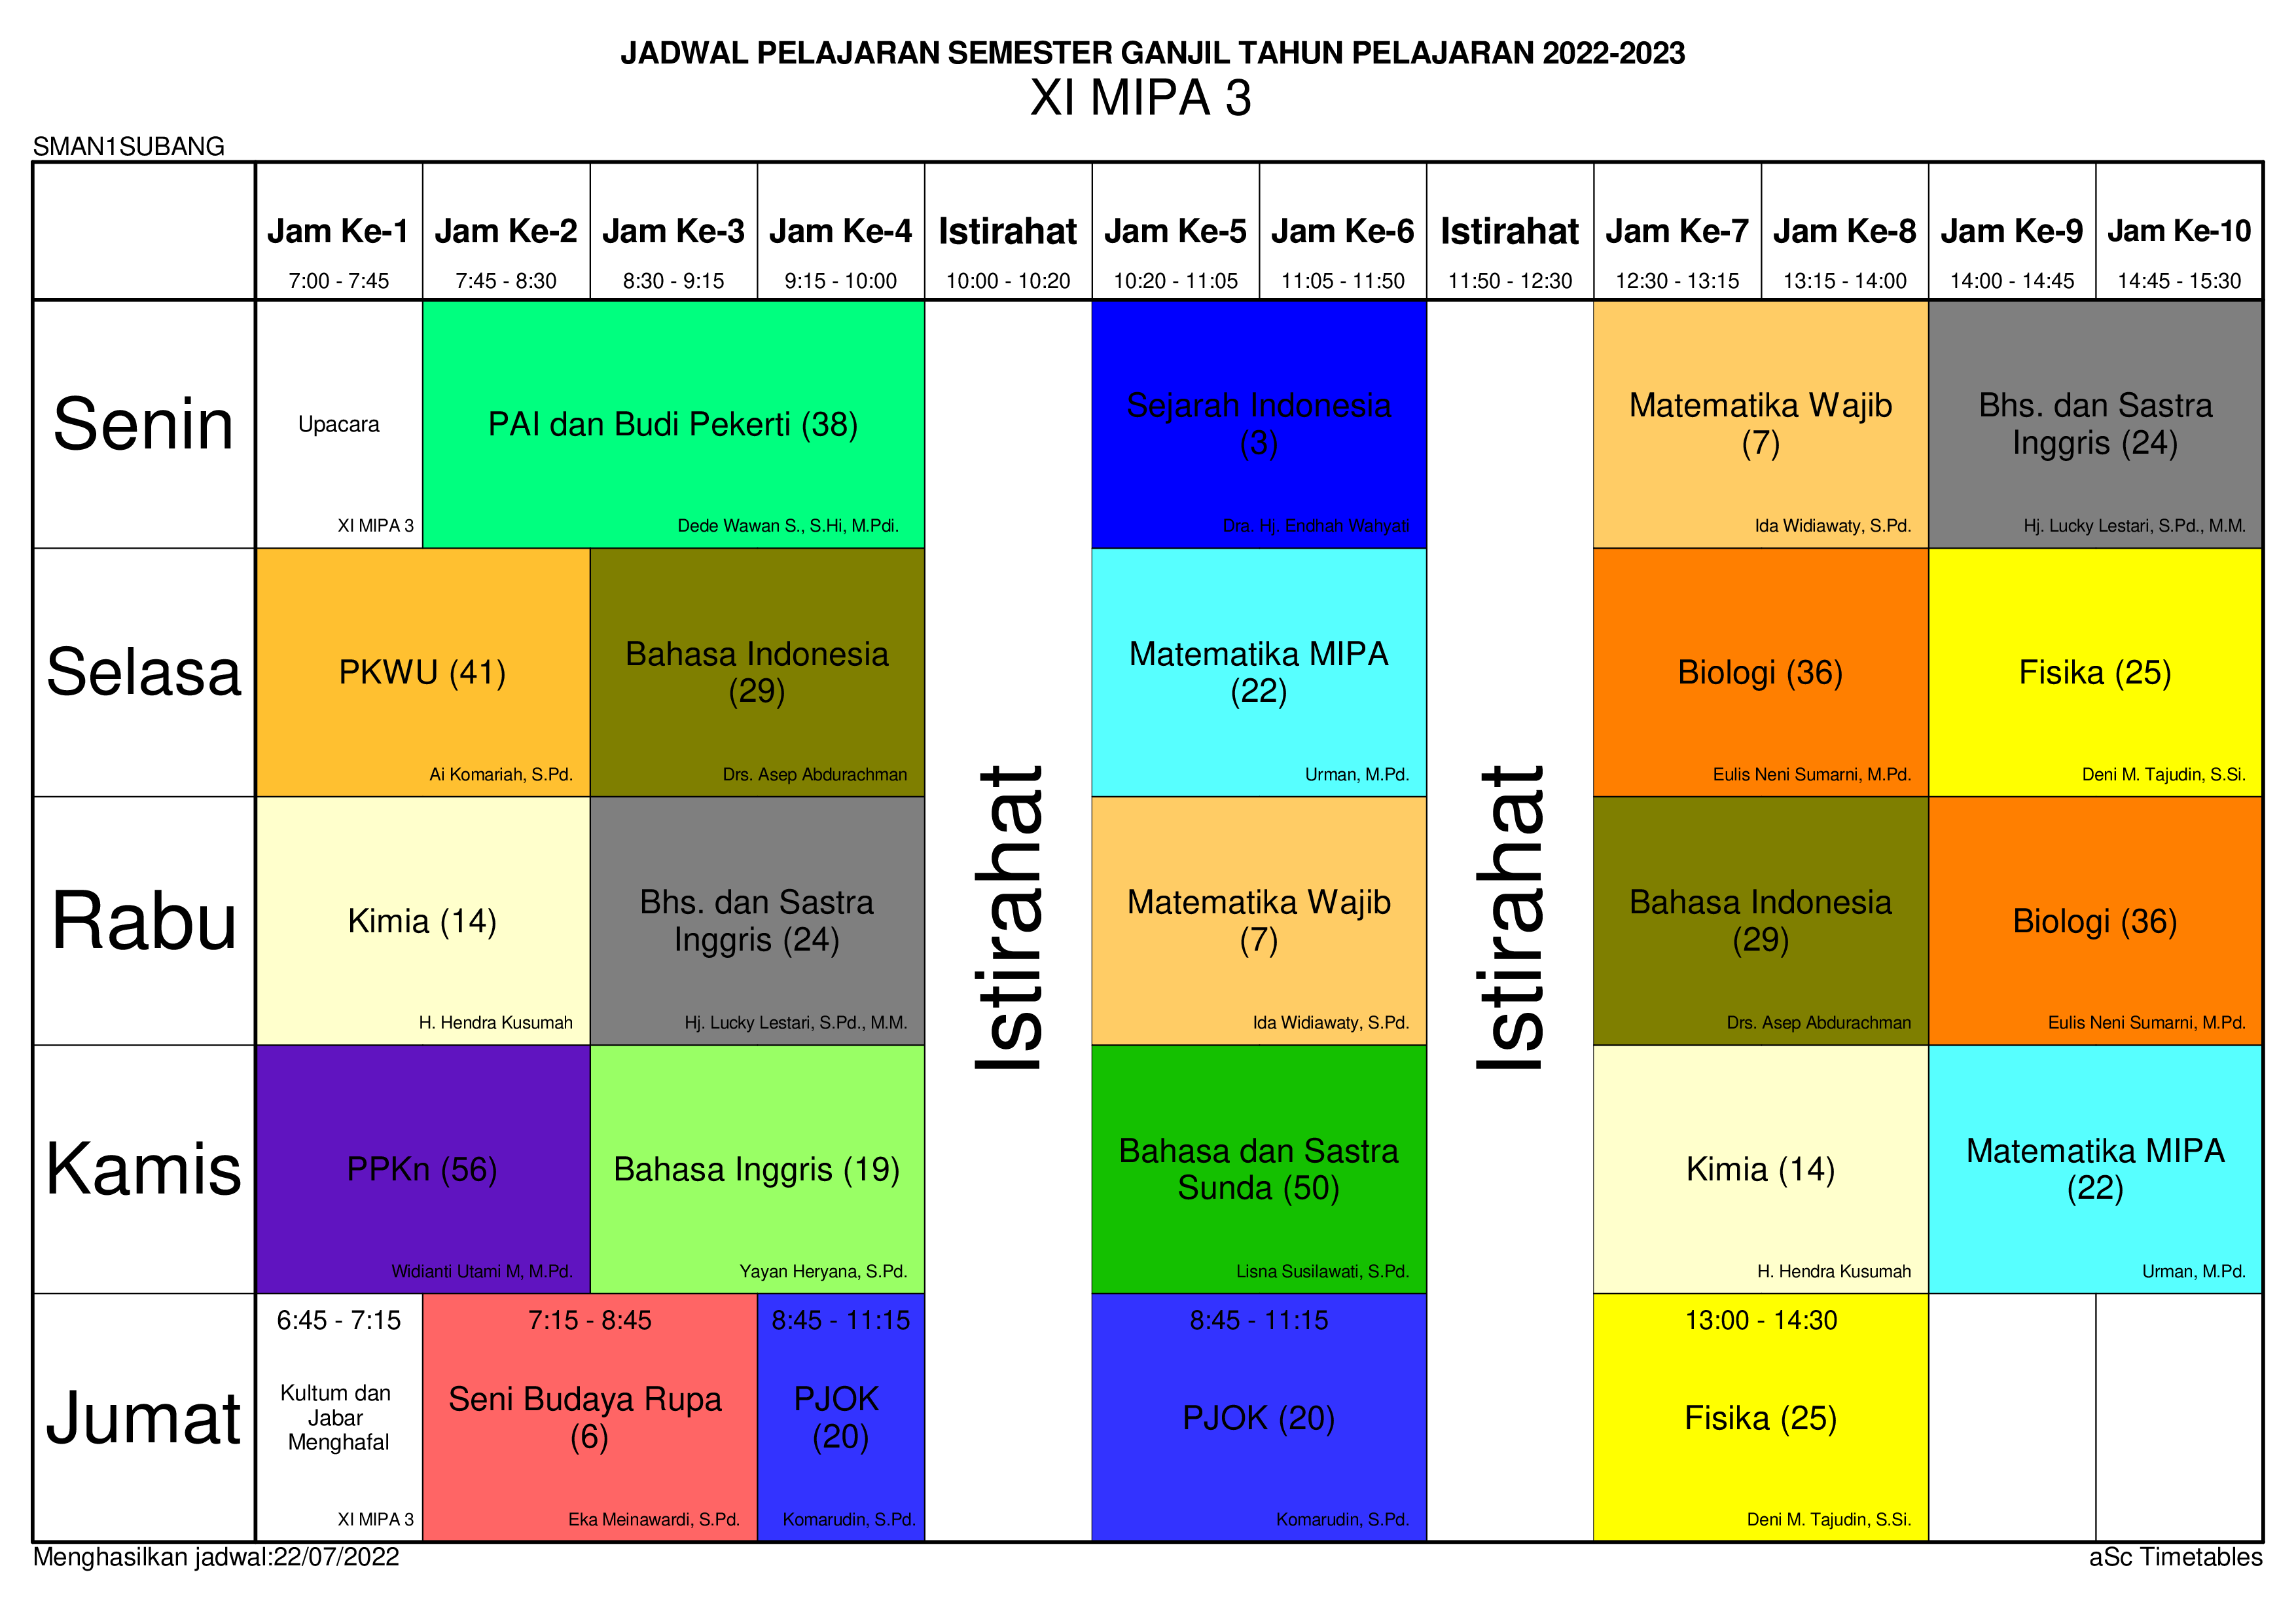 JADWAL PELAJARAN SEMESTER GANJIL TAHUN PELAJARAN 2022-2023
XI MIPA 3
SMAN1SUBANG
Jam Ke-1 Jam Ke-2 Jam Ke-3 Jam Ke-4 Istirahat Jam Ke-5 Jam Ke-6 Istirahat Jam Ke-7 Jam Ke-8 Jam Ke-9 Jam Ke-10
7:00 - 7:45 7:45 - 8:30 8:30 - 9:15 9:15 - 10:00 10:00 - 10:20 10:20 - 11:05 11:05 - 11:50 11:50 - 12:30 12:30 - 13:15 13:15 - 14:00 14:00 - 14:45 14:45 - 15:30
Senin
Upacara
XI MIPA 3
PAI dan Budi Pekerti (38)
Dede Wawan S., S.Hi, M.Pdi.
Istirahat
Sejarah Indonesia
(3)
Dra. Hj. Endhah Wahyati
Istirahat
Matematika Wajib
(7)
Ida Widiawaty, S.Pd.
Bhs. dan Sastra
Inggris (24)
Hj. Lucky Lestari, S.Pd., M.M.
Selasa
PKWU (41)
Ai Komariah, S.Pd.
Bahasa Indonesia
(29)
Drs. Asep Abdurachman
Matematika MIPA
(22)
Urman, M.Pd.
Biologi (36)
Eulis Neni Sumarni, M.Pd.
Fisika (25)
Deni M. Tajudin, S.Si.
Rabu
Kimia (14)
H. Hendra Kusumah
Bhs. dan Sastra
Inggris (24)
Hj. Lucky Lestari, S.Pd., M.M.
Matematika Wajib
(7)
Ida Widiawaty, S.Pd.
Bahasa Indonesia
(29)
Drs. Asep Abdurachman
Biologi (36)
Eulis Neni Sumarni, M.Pd.
Kamis
PPKn (56)
Widianti Utami M, M.Pd.
Bahasa Inggris (19)
Yayan Heryana, S.Pd.
Bahasa dan Sastra
Sunda (50)
Lisna Susilawati, S.Pd.
Kimia (14)
H. Hendra Kusumah
Matematika MIPA
(22)
Urman, M.Pd.
Jumat
6:45 - 7:15
Kultum dan
Jabar
Menghafal
XI MIPA 3
7:15 - 8:45
Seni Budaya Rupa
(6)
Eka Meinawardi, S.Pd.
8:45 - 11:15
PJOK
(20)
Komarudin, S.Pd.
8:45 - 11:15
PJOK (20)
Komarudin, S.Pd.
13:00 - 14:30
Fisika (25)
Deni M. Tajudin, S.Si.
Menghasilkan jadwal:22/07/2022
aSc Timetables